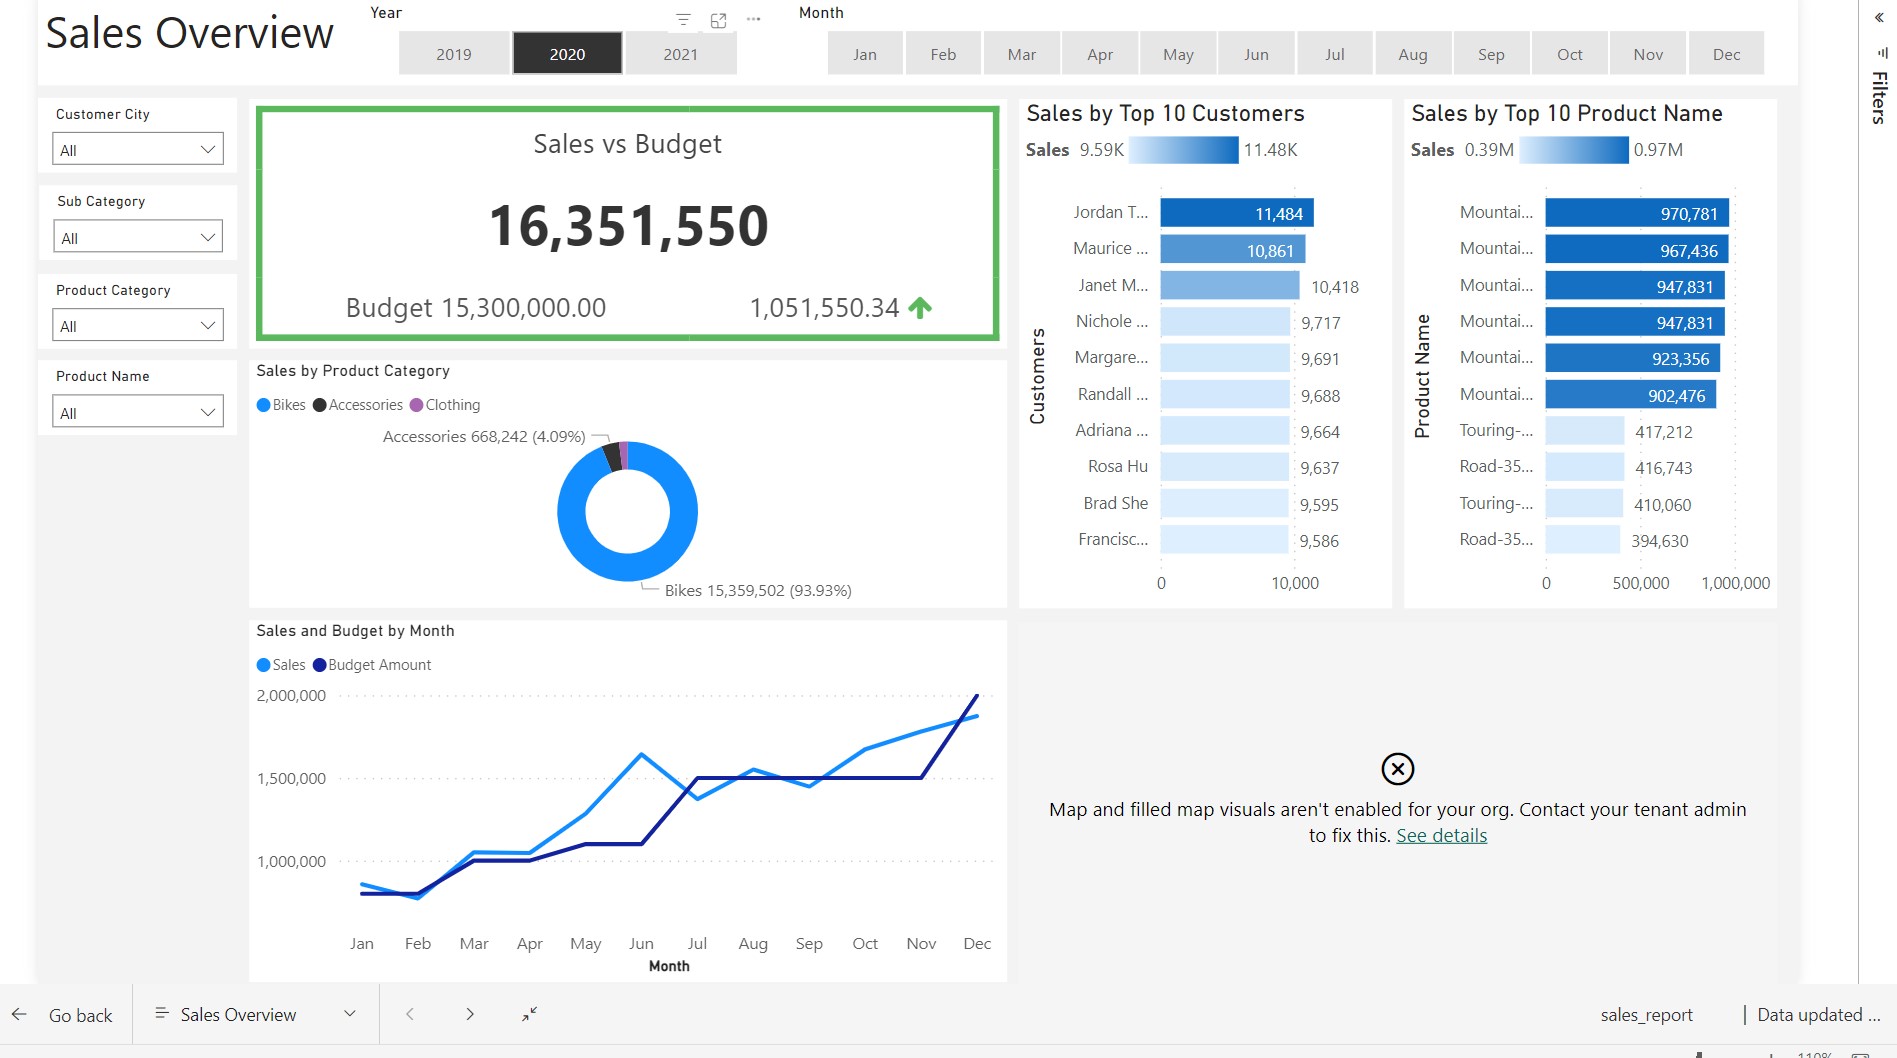 Sales Overview
Year
2019
2020
2021
Month
Jan
Feb
Mar
Apr
May
Jun
Jul
Aug
Sep
Oct
Nov
Dec
Filters
Customer City
All
Sub Category
All
Product Category
All
Product Name
All
Sales vs Budget
16,351,550
Budget 15,300,000.00
1,051,550.34
Sales by Product Category
Bikes
Accessories
Clothing
Accessories 668,242 (4.09%)
Bikes 15,359,502 (93.93%)
Sales and Budget by Month
Sales
Budget Amount
2,000,000
1,500,000
1,000,000
Jan
Feb
Mar
Apr
May
Jun
Jul
Aug
Sep
Oct
Nov
Dec
Month
Sales by Top 10 Customers
Sales 9.59K 11.48K
Customers
Jordan T... 11,484
Maurice ... 10,861
Janet M... 10,418
Nichole ... 9,717
Margare... 9,691
Randall ... 9,688
Adriana ... 9,664
Rosa Hu 9,637
Brad She 9,595
Francisc... 9,586
0
10,000
Sales by Top 10 Product Name
Sales 0.39M 0.97M
Product Name
Mountai... 970,781
Mountai... 967,436
Mountai... 947,831
Mountai... 947,831
Mountai... 923,356
Mountai... 902,476
Touring-... 417,212
Road-35... 416,743
Touring-... 410,060
Road-35... 394,630
0
500,000
1,000,000
Map and filled map visuals aren't enabled for your org. Contact your tenant admin
to fix this. See details
Go back
Sales Overview
sales_report
| Data updated ...
110%